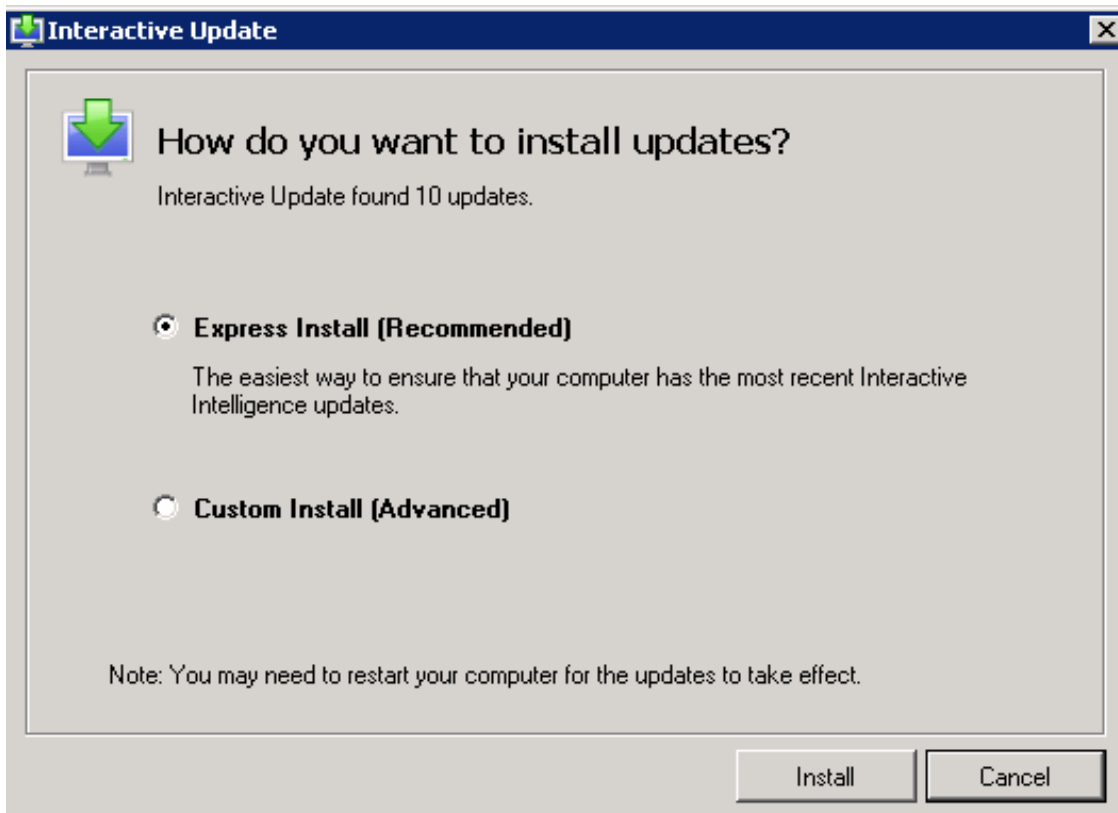 Interactive Update
How do you want to install updates?
Interactive Update found 10 updates.
Express Install (Recommended)
The easiest way to ensure that your computer has the most recent Interactive
Intelligence updates.
Custom Install (Advanced)
Note: You may need to restart your computer for the updates to take effect.
Install
Cancel